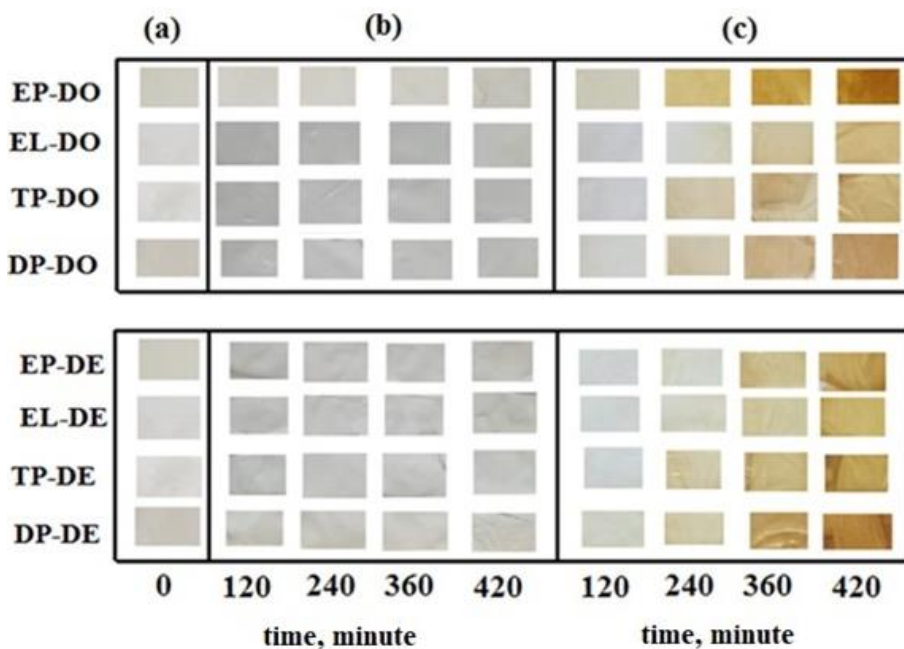 (a) (b) (c)
EP-DO
EL-DO
TP-DO
DP-DO
EP-DE
EL-DE
TP-DE
DP-DE
0 120 240 360 420 120 240 360 420
time, minute time, minute